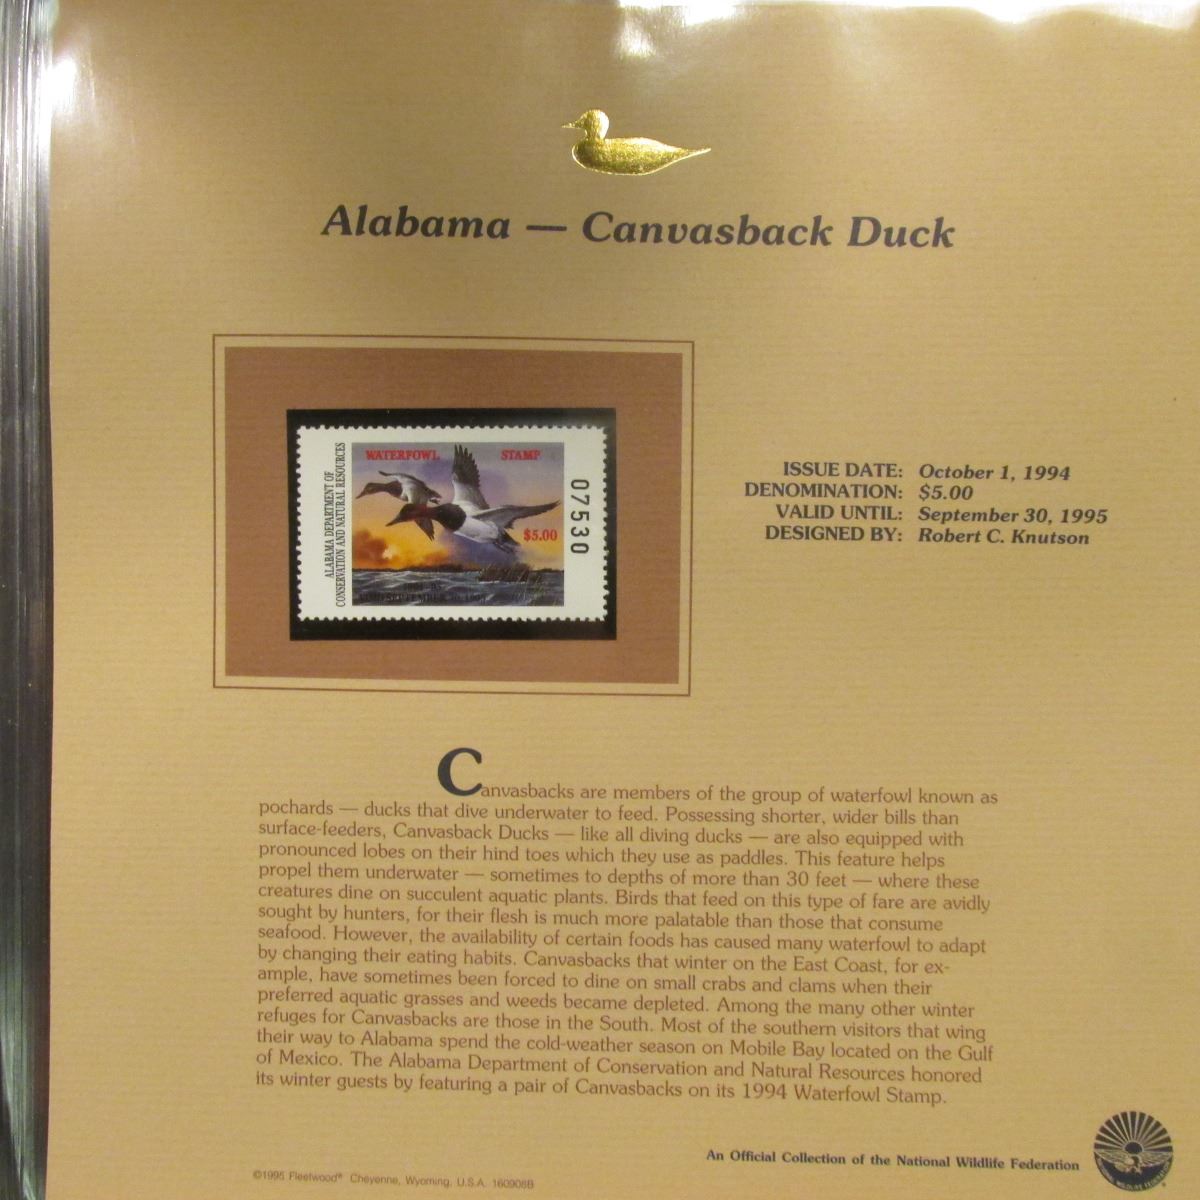 Alabama — Canvasback Duck
WATERFOWL STAMP
ALABAMA DEPARTMENT OF
CONSERVATION AND NATURAL RESOURCES
$5.00
07530
ISSUE DATE: October 1, 1994
DENOMINATION: $5.00
VALID UNTIL: September 30, 1995
DESIGNED BY: Robert C. Knutson
Canvasbacks are members of the group of waterfowl known as
pochards — ducks that dive underwater to feed. Possessing shorter, wider bills than
surface-feeders, Canvasback Ducks — like all diving ducks — are also equipped with
pronounced lobes on their hind toes which they use as paddles. This feature helps
propel them underwater — sometimes to depths of more than 30 feet — where these
creatures dine on succulent aquatic plants. Birds that feed on this type of fare are avidly
sought by hunters, for their flesh is much more palatable than those that consume
seafood. However, the availability of certain foods has caused many waterfowl to adapt
by changing their eating habits. Canvasbacks that winter on the East Coast, for ex-
ample, have sometimes been forced to dine on small crabs and clams when their
preferred aquatic grasses and weeds became depleted. Among the many other winter
refuges for Canvasbacks are those in the South. Most of the southern visitors that wing
their way to Alabama spend the cold-weather season on Mobile Bay located on the Gulf
of Mexico. The Alabama Department of Conservation and Natural Resources honored
its winter guests by featuring a pair of Canvasbacks on its 1994 Waterfowl Stamp.
An Official Collection of the National Wildlife Federation
©1995 Fleetwood® Cheyenne, Wyoming, U.S.A. 160906B